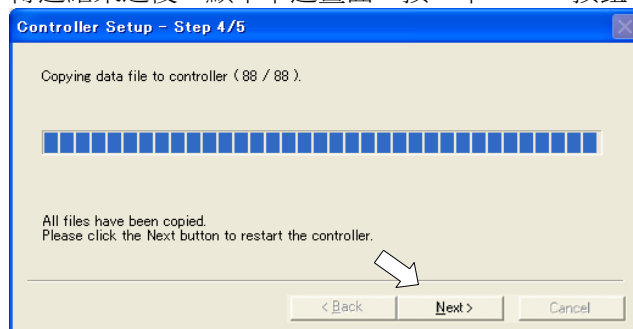 Controller Setup - Step 4/5
Copying data file to controller ( 88 / 88 ).
All files have been copied.
Please click the Next button to restart the controller.
< Back
Next >
Cancel